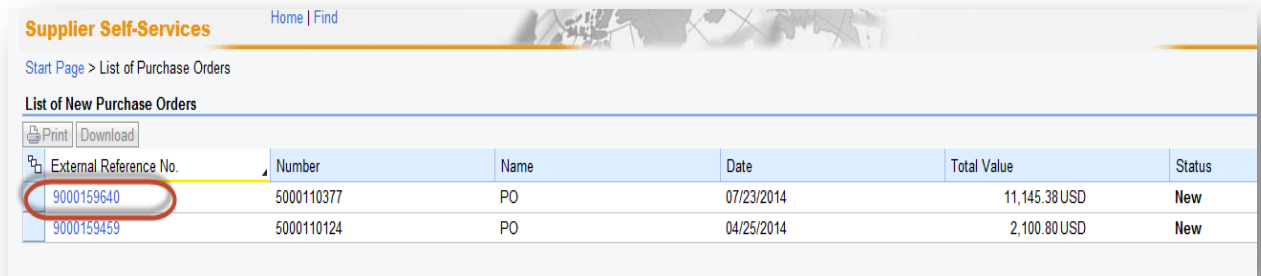 Supplier Self-Services Home | Find
Start Page > List of Purchase Orders
List of New Purchase Orders
Print Download
External Reference No. Number Name Date Total Value Status
9000159640 5000110377 PO 07/23/2014 11,145.38 USD New
9000159459 5000110124 PO 04/25/2014 2,100.80 USD New